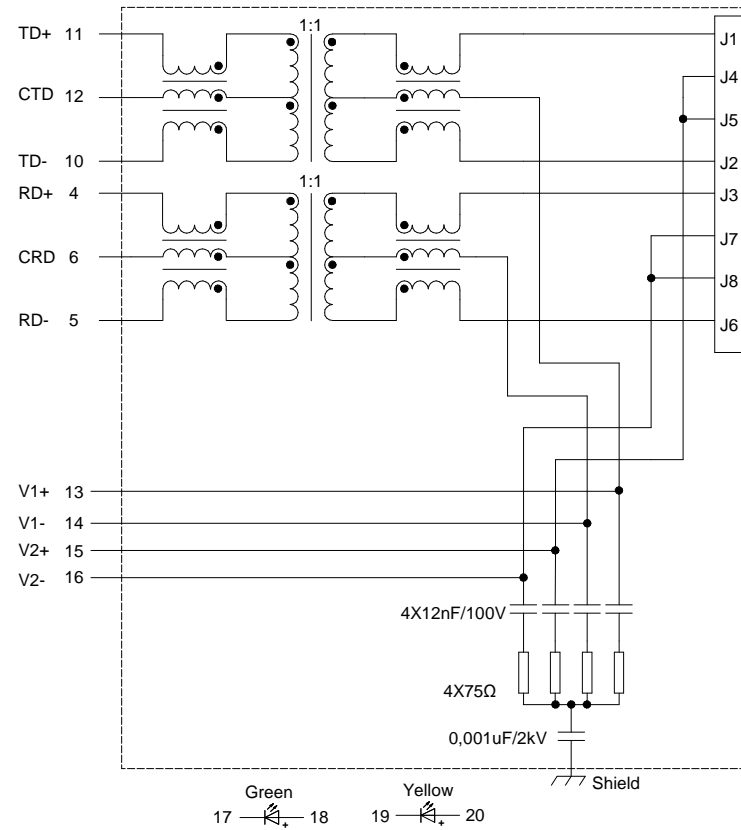 1:1
TD+ 11
J1
J4
CTD 12
J5
TD- 10
J2
1:1
RD+ 4
J3
J7
CRD 6
J8
RD- 5
J6
V1+ 13
V1- 14
V2+ 15
V2- 16
4X12nF/100V
4X75Ω
0,001uF/2kV
Shield
Green
Yellow
17 + 18
19 + 20